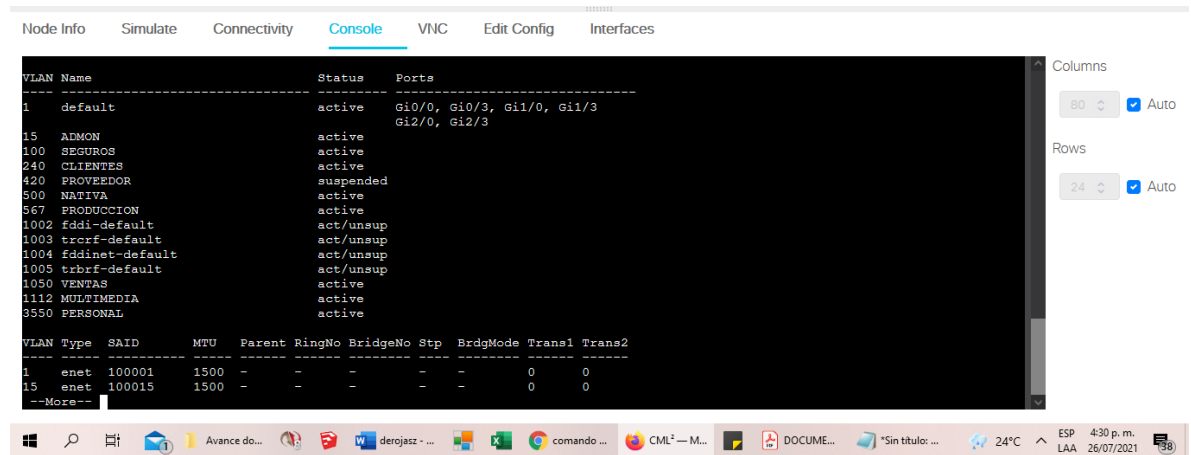 Node Info Simulate Connectivity Console VNC Edit Config Interfaces
VLAN Name Status Ports
---- -------------------------------- --------- -------------------------------
1 default active Gi0/0, Gi0/3, Gi1/0, Gi1/3
Gi2/0, Gi2/3
15 ADMON active
100 SEGUROS active
240 CLIENTES active
420 PROVEEDOR suspended
500 NATIVA active
567 PRODUCCION active
1002 fddi-default act/unsup
1003 trcrf-default act/unsup
1004 fddinet-default act/unsup
1005 trbrf-default act/unsup
1050 VENTAS active
1112 MULTIMEDIA active
3550 PERSONAL active
VLAN Type SAID MTU Parent RingNo BridgeNo Stp BrdgMode Trans1 Trans2
---- ----- ---------- ----- ------ ------ -------- ---- -------- ------ ------
1 enet 100001 1500 - - - - - 0 0
15 enet 100015 1500 - - - - - 0 0
--More--
Columns
80 Auto
Rows
24 Auto
1 Avance do... derojasz - ... comando ... CML² — M... DOCUME... *Sin título: ... 24°C ESP 4:30 p. m.
LAA 26/07/2021 38